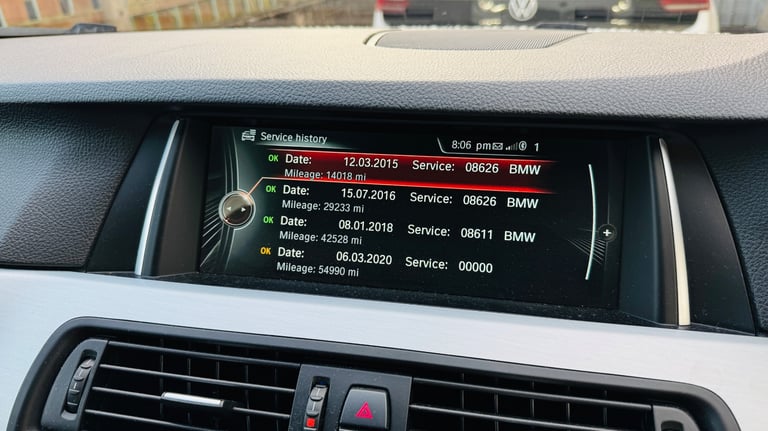 Service history
8:06 pm 1
OK Date: 12.03.2015 Service: 08626 BMW
Mileage: 14018 mi
OK Date: 15.07.2016 Service: 08626 BMW
Mileage: 29233 mi
OK Date: 08.01.2018 Service: 08611 BMW
Mileage: 42528 mi
OK Date: 06.03.2020 Service: 00000
Mileage: 54990 mi